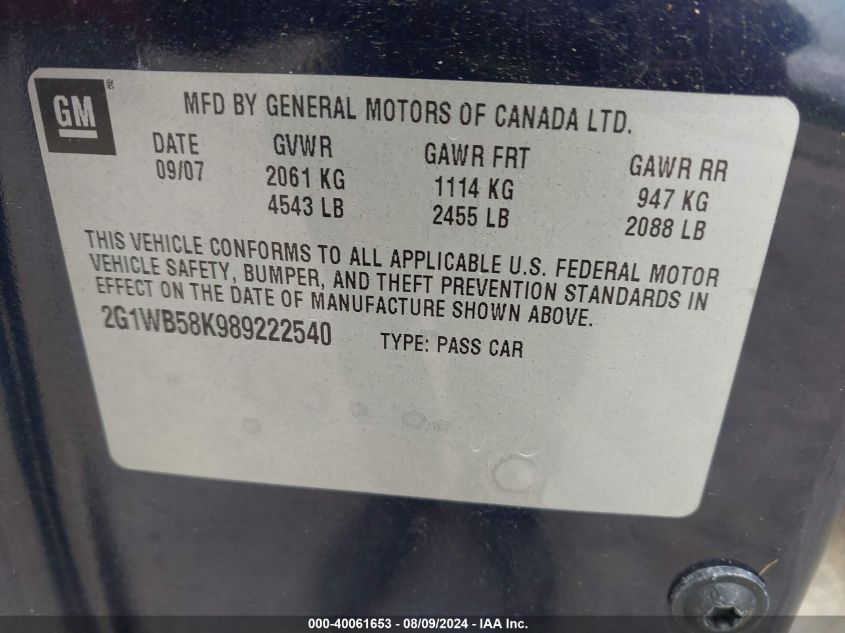 GM®
MFD BY GENERAL MOTORS OF CANADA LTD.
DATE GVWR GAWR FRT GAWR RR
09/07 2061 KG 1114 KG 947 KG
4543 LB 2455 LB 2088 LB
THIS VEHICLE CONFORMS TO ALL APPLICABLE U.S. FEDERAL MOTOR
VEHICLE SAFETY, BUMPER, AND THEFT PREVENTION STANDARDS IN
EFFECT ON THE DATE OF MANUFACTURE SHOWN ABOVE.
2G1WB58K989222540 TYPE: PASS CAR
000-40061653 - 08/09/2024 - IAA Inc.